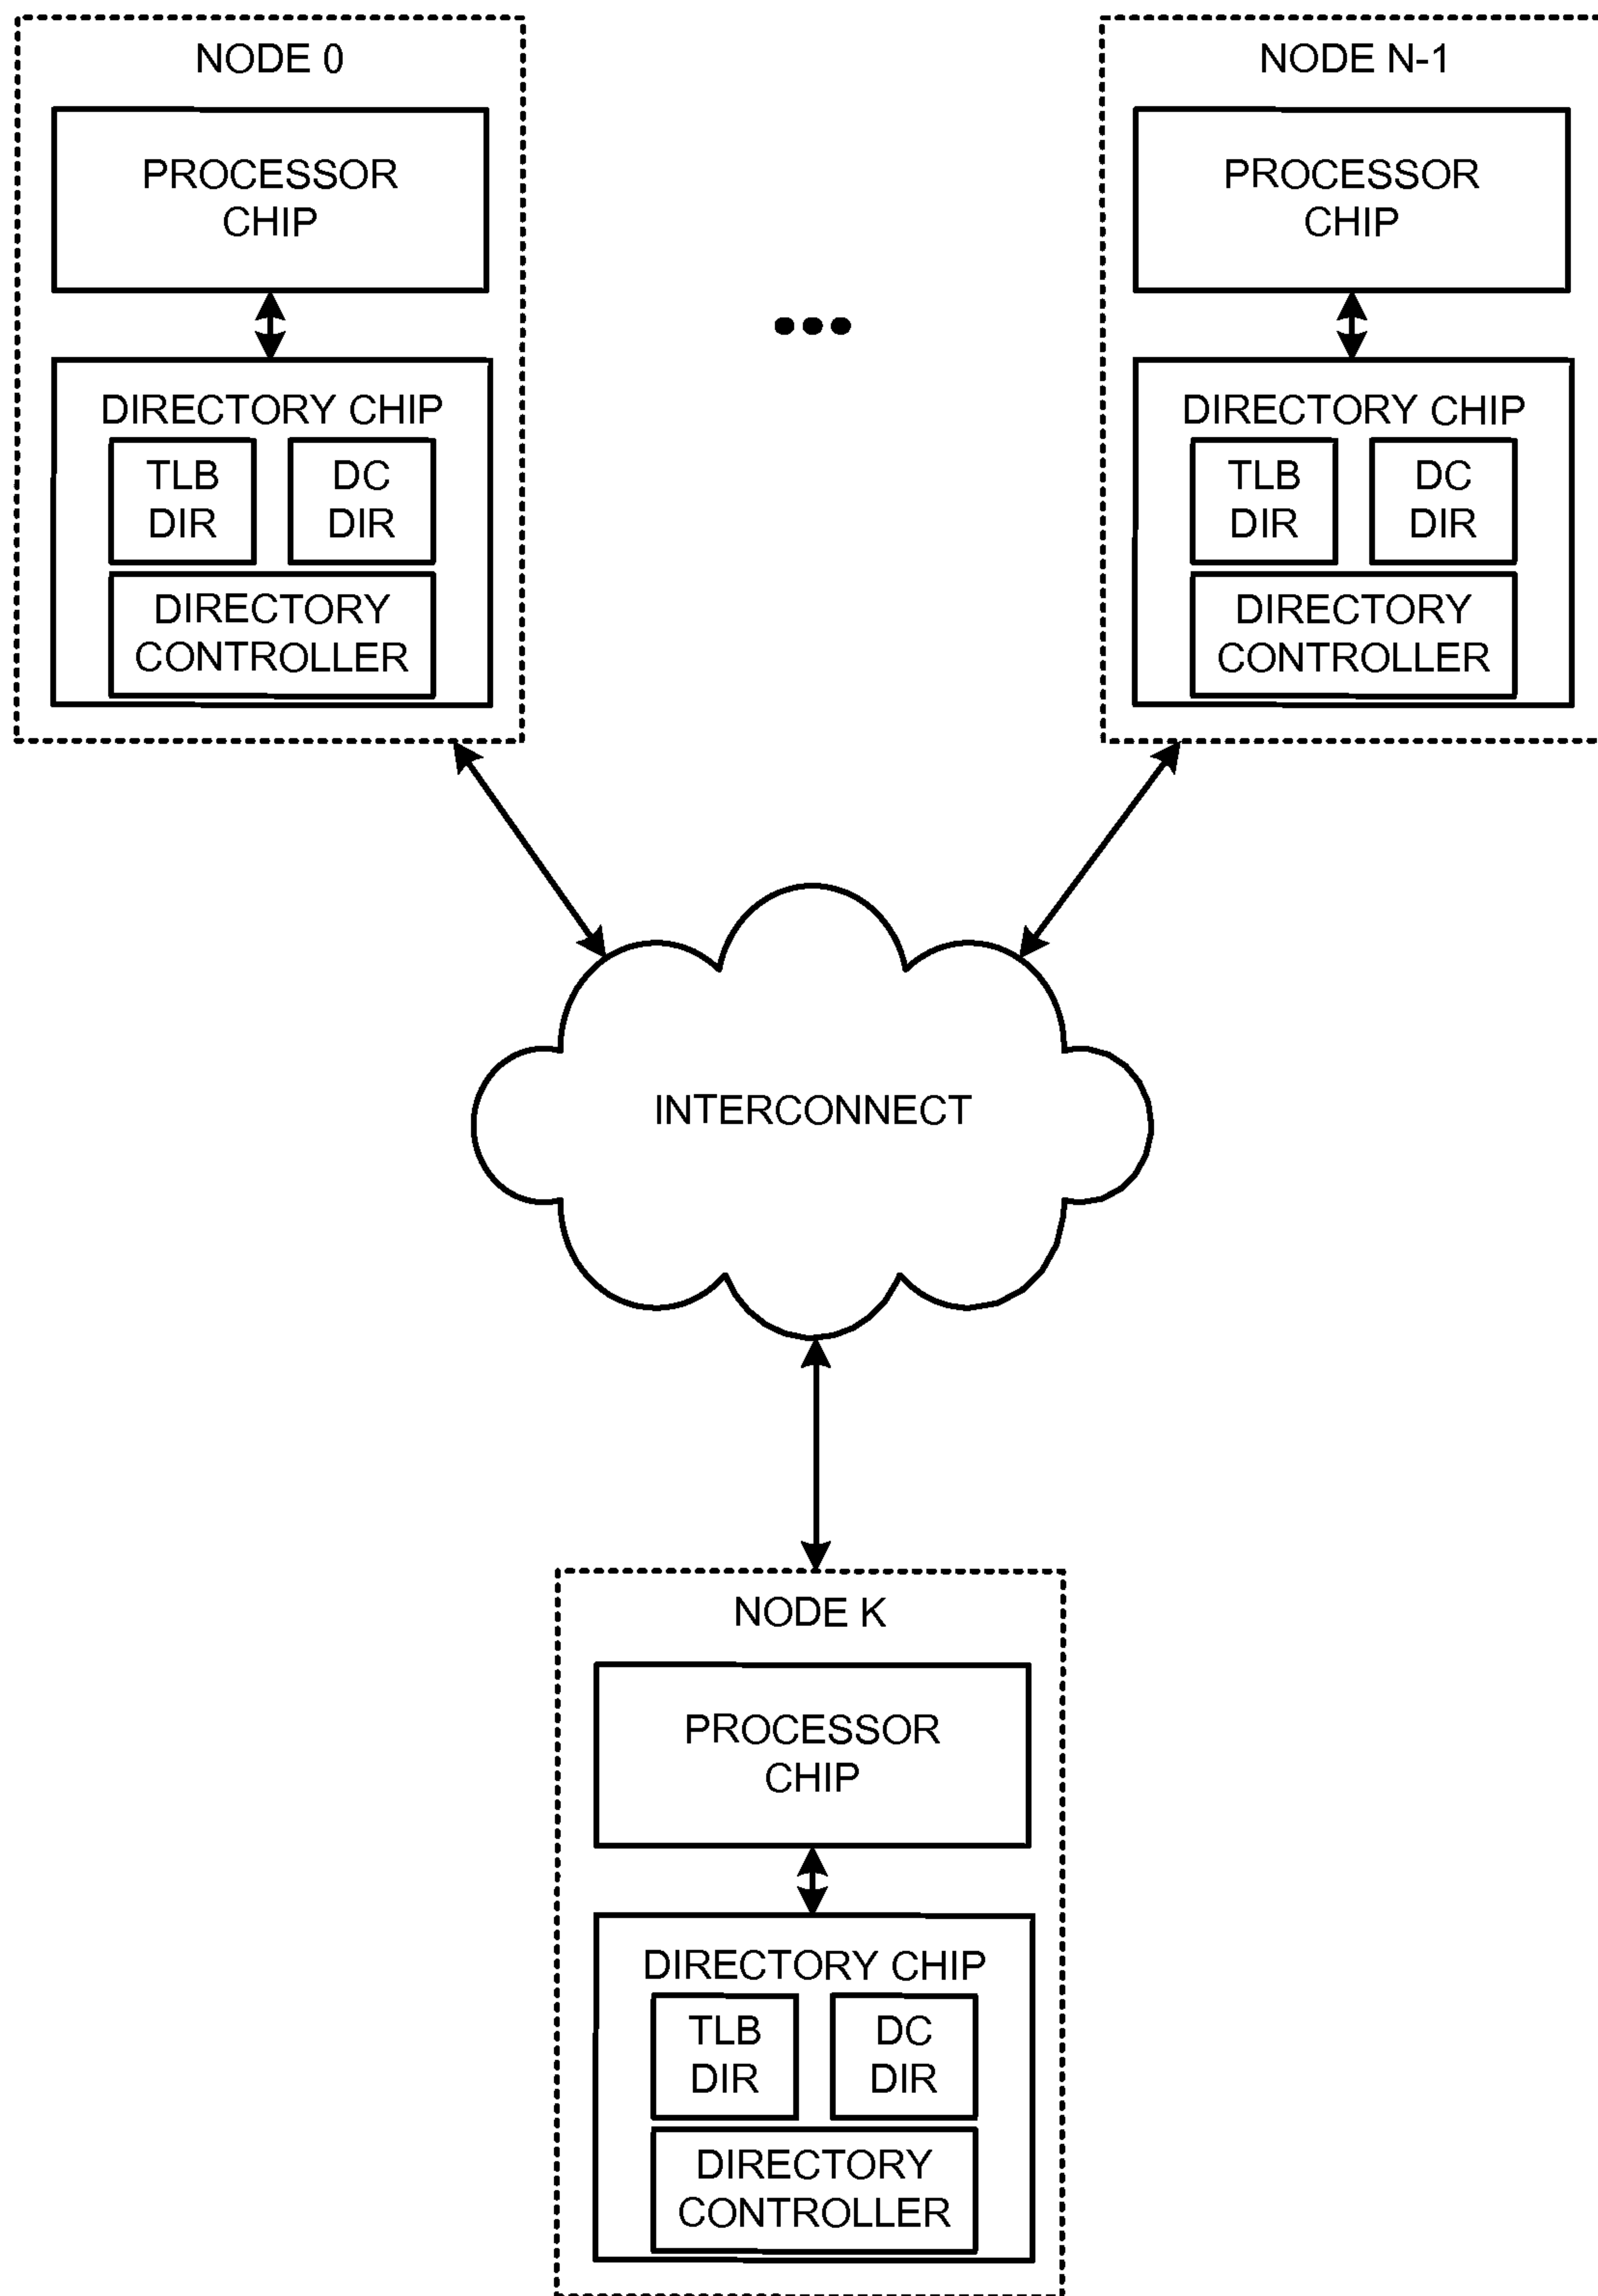 NODE 0
PROCESSOR
CHIP
DIRECTORY CHIP
TLB
DIR
DC
DIR
DIRECTORY
CONTROLLER
NODE N-1
PROCESSOR
CHIP
DIRECTORY CHIP
TLB
DIR
DC
DIR
DIRECTORY
CONTROLLER
INTERCONNECT
NODE K
PROCESSOR
CHIP
DIRECTORY CHIP
TLB
DIR
DC
DIR
DIRECTORY
CONTROLLER